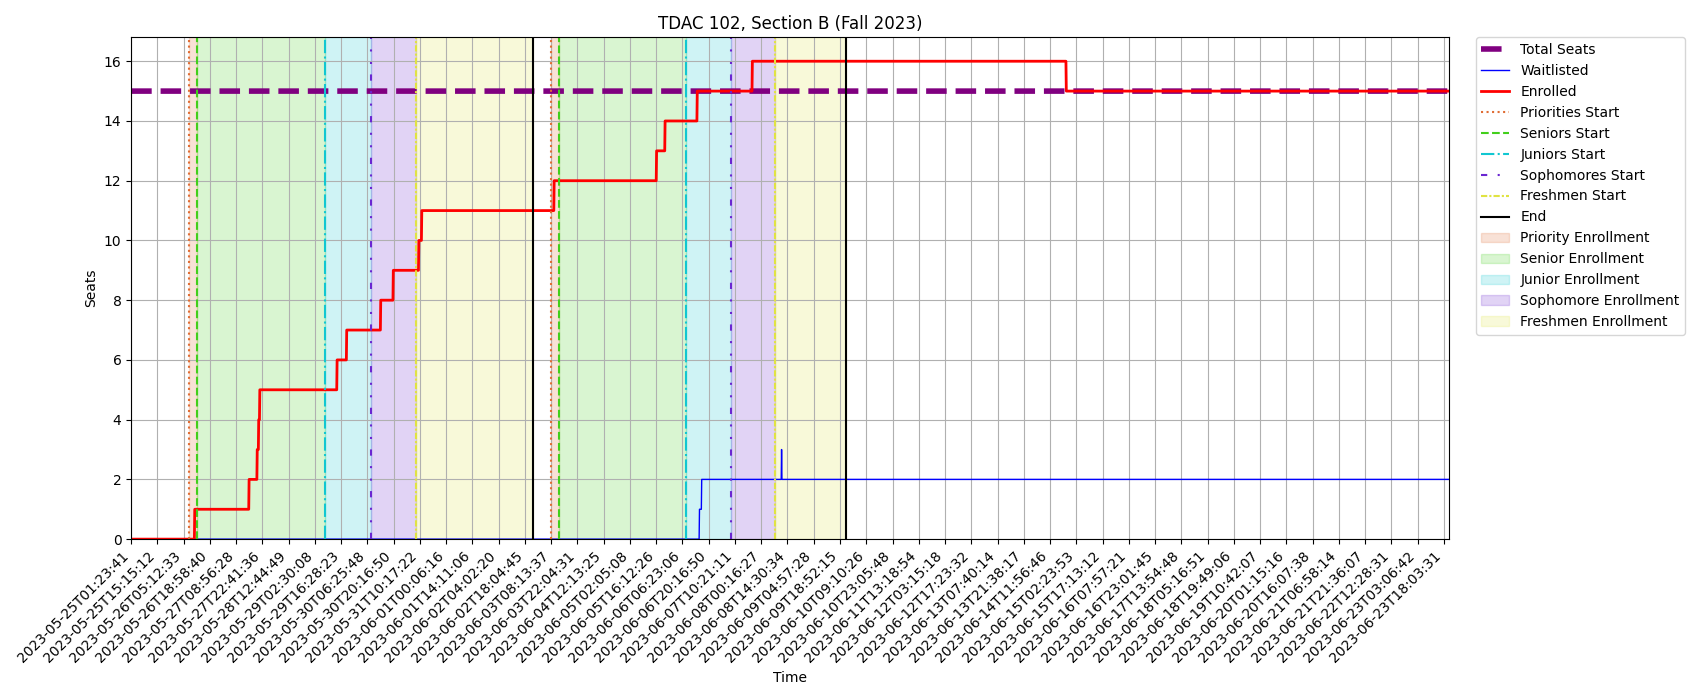 TDAC 102, Section B (Fall 2023)
Seats
16
14
12
10
8
6
4
2
0
2023-05-25T01:23:41
2023-05-25T15:15:12
2023-05-26T05:12:33
2023-05-26T18:58:40
2023-05-27T08:56:28
2023-05-27T22:41:36
2023-05-28T12:44:49
2023-05-29T02:30:08
2023-05-29T16:28:23
2023-05-30T06:25:48
2023-05-30T20:16:50
2023-05-31T10:17:22
2023-06-01T00:06:16
2023-06-01T14:11:06
2023-06-02T04:02:20
2023-06-02T18:04:45
2023-06-03T08:13:37
2023-06-03T22:04:31
2023-06-04T12:13:25
2023-06-05T02:05:08
2023-06-05T16:12:26
2023-06-06T06:23:06
2023-06-06T20:16:50
2023-06-07T10:21:11
2023-06-08T00:16:27
2023-06-08T14:30:34
2023-06-09T04:57:28
2023-06-09T18:52:15
2023-06-10T09:10:26
2023-06-10T23:05:48
2023-06-11T13:18:54
2023-06-12T03:15:18
2023-06-12T17:23:32
2023-06-13T07:40:14
2023-06-13T21:38:17
2023-06-14T11:56:46
2023-06-15T02:23:53
2023-06-15T17:13:12
2023-06-16T07:57:21
2023-06-16T23:01:45
2023-06-17T13:54:48
2023-06-18T05:16:51
2023-06-18T19:49:06
2023-06-19T10:42:07
2023-06-20T01:15:16
2023-06-20T16:07:38
2023-06-21T06:58:14
2023-06-21T21:36:07
2023-06-22T12:28:31
2023-06-23T03:06:42
2023-06-23T18:03:31
Time
Total Seats
Waitlisted
Enrolled
Priorities Start
Seniors Start
Juniors Start
Sophomores Start
Freshmen Start
End
Priority Enrollment
Senior Enrollment
Junior Enrollment
Sophomore Enrollment
Freshmen Enrollment